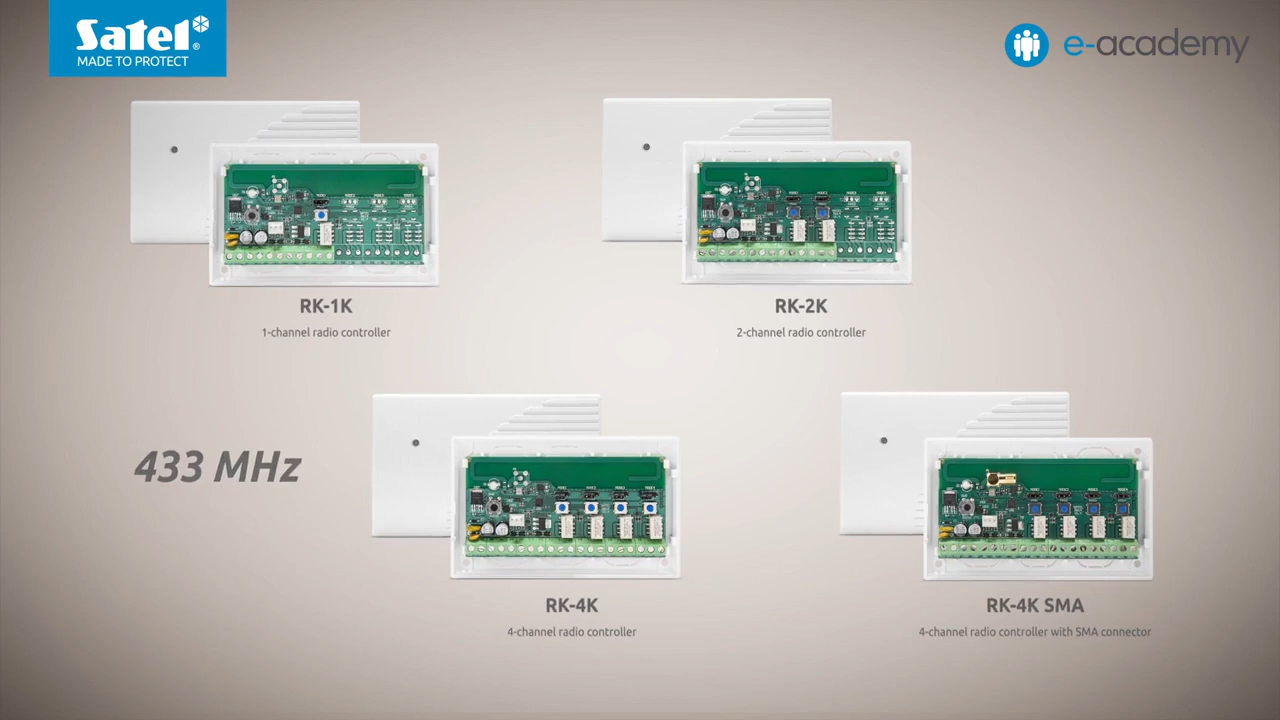 Satel®
MADE TO PROTECT
e-academy
RK-1K
1-channel radio controller
RK-2K
2-channel radio controller
433 MHz
RK-4K
4-channel radio controller
RK-4K SMA
4-channel radio controller with SMA connector